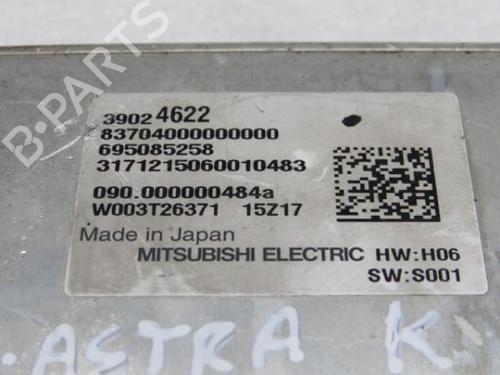 B-PARTS
3902 4622
83704000000000
695085258
3171215060010483
090.000000484a
W003T26371 15Z17
Made in Japan
MITSUBISHI ELECTRIC HW:H06
SW:S001
ASTRA K